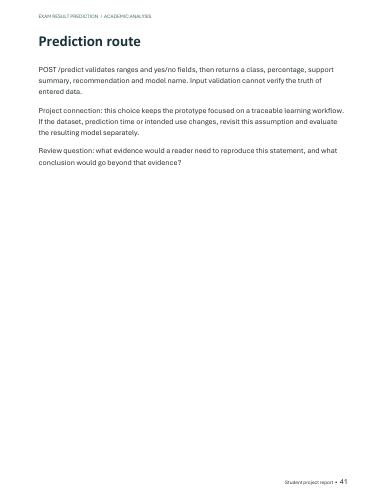 EXAM RESULT PREDICTION | ACADEMIC ANALYSIS
Prediction route
POST /predict validates ranges and yes/no fields, then returns a class, percentage, support
summary, recommendation and model name. Input validation cannot verify the truth of
entered data.
Project connection: this choice keeps the prototype focused on a traceable learning workflow.
If the dataset, prediction time or intended use changes, revisit this assumption and evaluate
the resulting model separately.
Review question: what evidence would a reader need to reproduce this statement, and what
conclusion would go beyond that evidence?
Student project report • 41